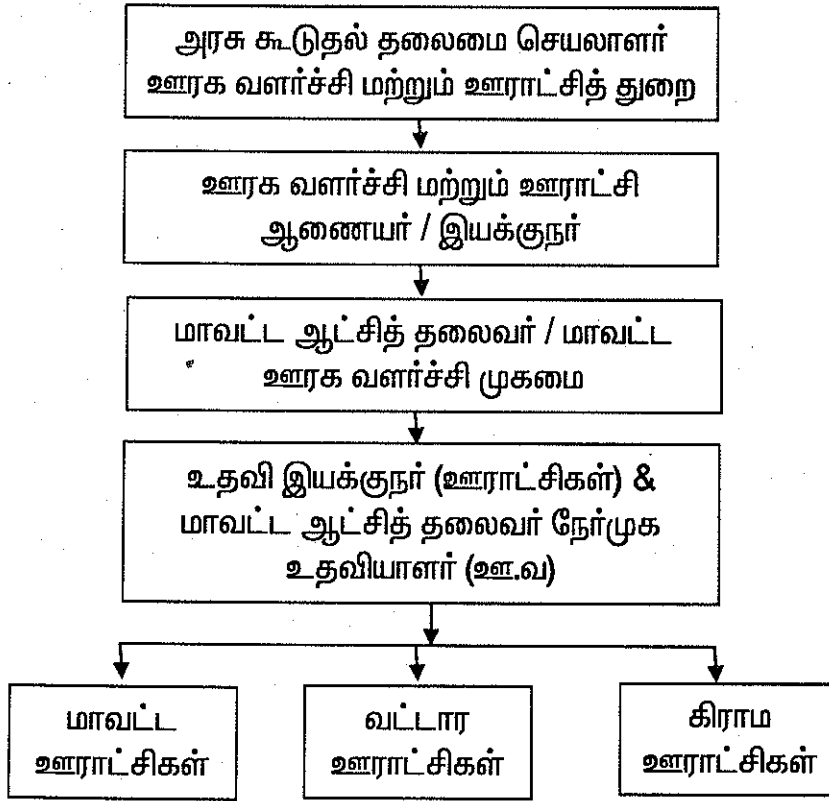 அரசு கூடுதல் தலைமை செயலாளர்
ஊரக வளர்ச்சி மற்றும் ஊராட்சித் துறை
ஊரக வளர்ச்சி மற்றும் ஊராட்சி
ஆணையர் / இயக்குநர்
மாவட்ட ஆட்சித் தலைவர் / மாவட்ட
ஊரக வளர்ச்சி முகமை
உதவி இயக்குநர் (ஊராட்சிகள்) &
மாவட்ட ஆட்சித் தலைவர் நேர்முக
உதவியாளர் (ஊ.வ)
மாவட்ட
ஊராட்சிகள்
வட்டார
ஊராட்சிகள்
கிராம
ஊராட்சிகள்